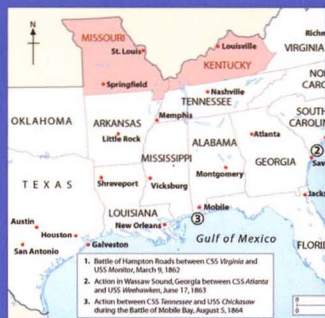 N
MISSOURI
St. Louis
Louisville
KENTUCKY
VIRGINIA
Springfield
Nashville
TENNESSEE
OKLAHOMA
ARKANSAS
Memphis
Little Rock
ALABAMA
Atlanta
MISSISSIPPI
GEORGIA
2
TEXAS
Shreveport
Vicksburg
Montgomery
LOUISIANA
Mobile
Austin
Houston
New Orleans
3
San Antonio
Galveston
Gulf of Mexico
1. Battle of Hampton Roads between CSS Virginia and
USS Monitor, March 9, 1862
2. Action in Wassaw Sound, Georgia between CSS Atlanta
and USS Weehawken, June 17, 1863
3. Action between CSS Tennessee and USS Chickasaw
during the Battle of Mobile Bay, August 5, 1864
0
0